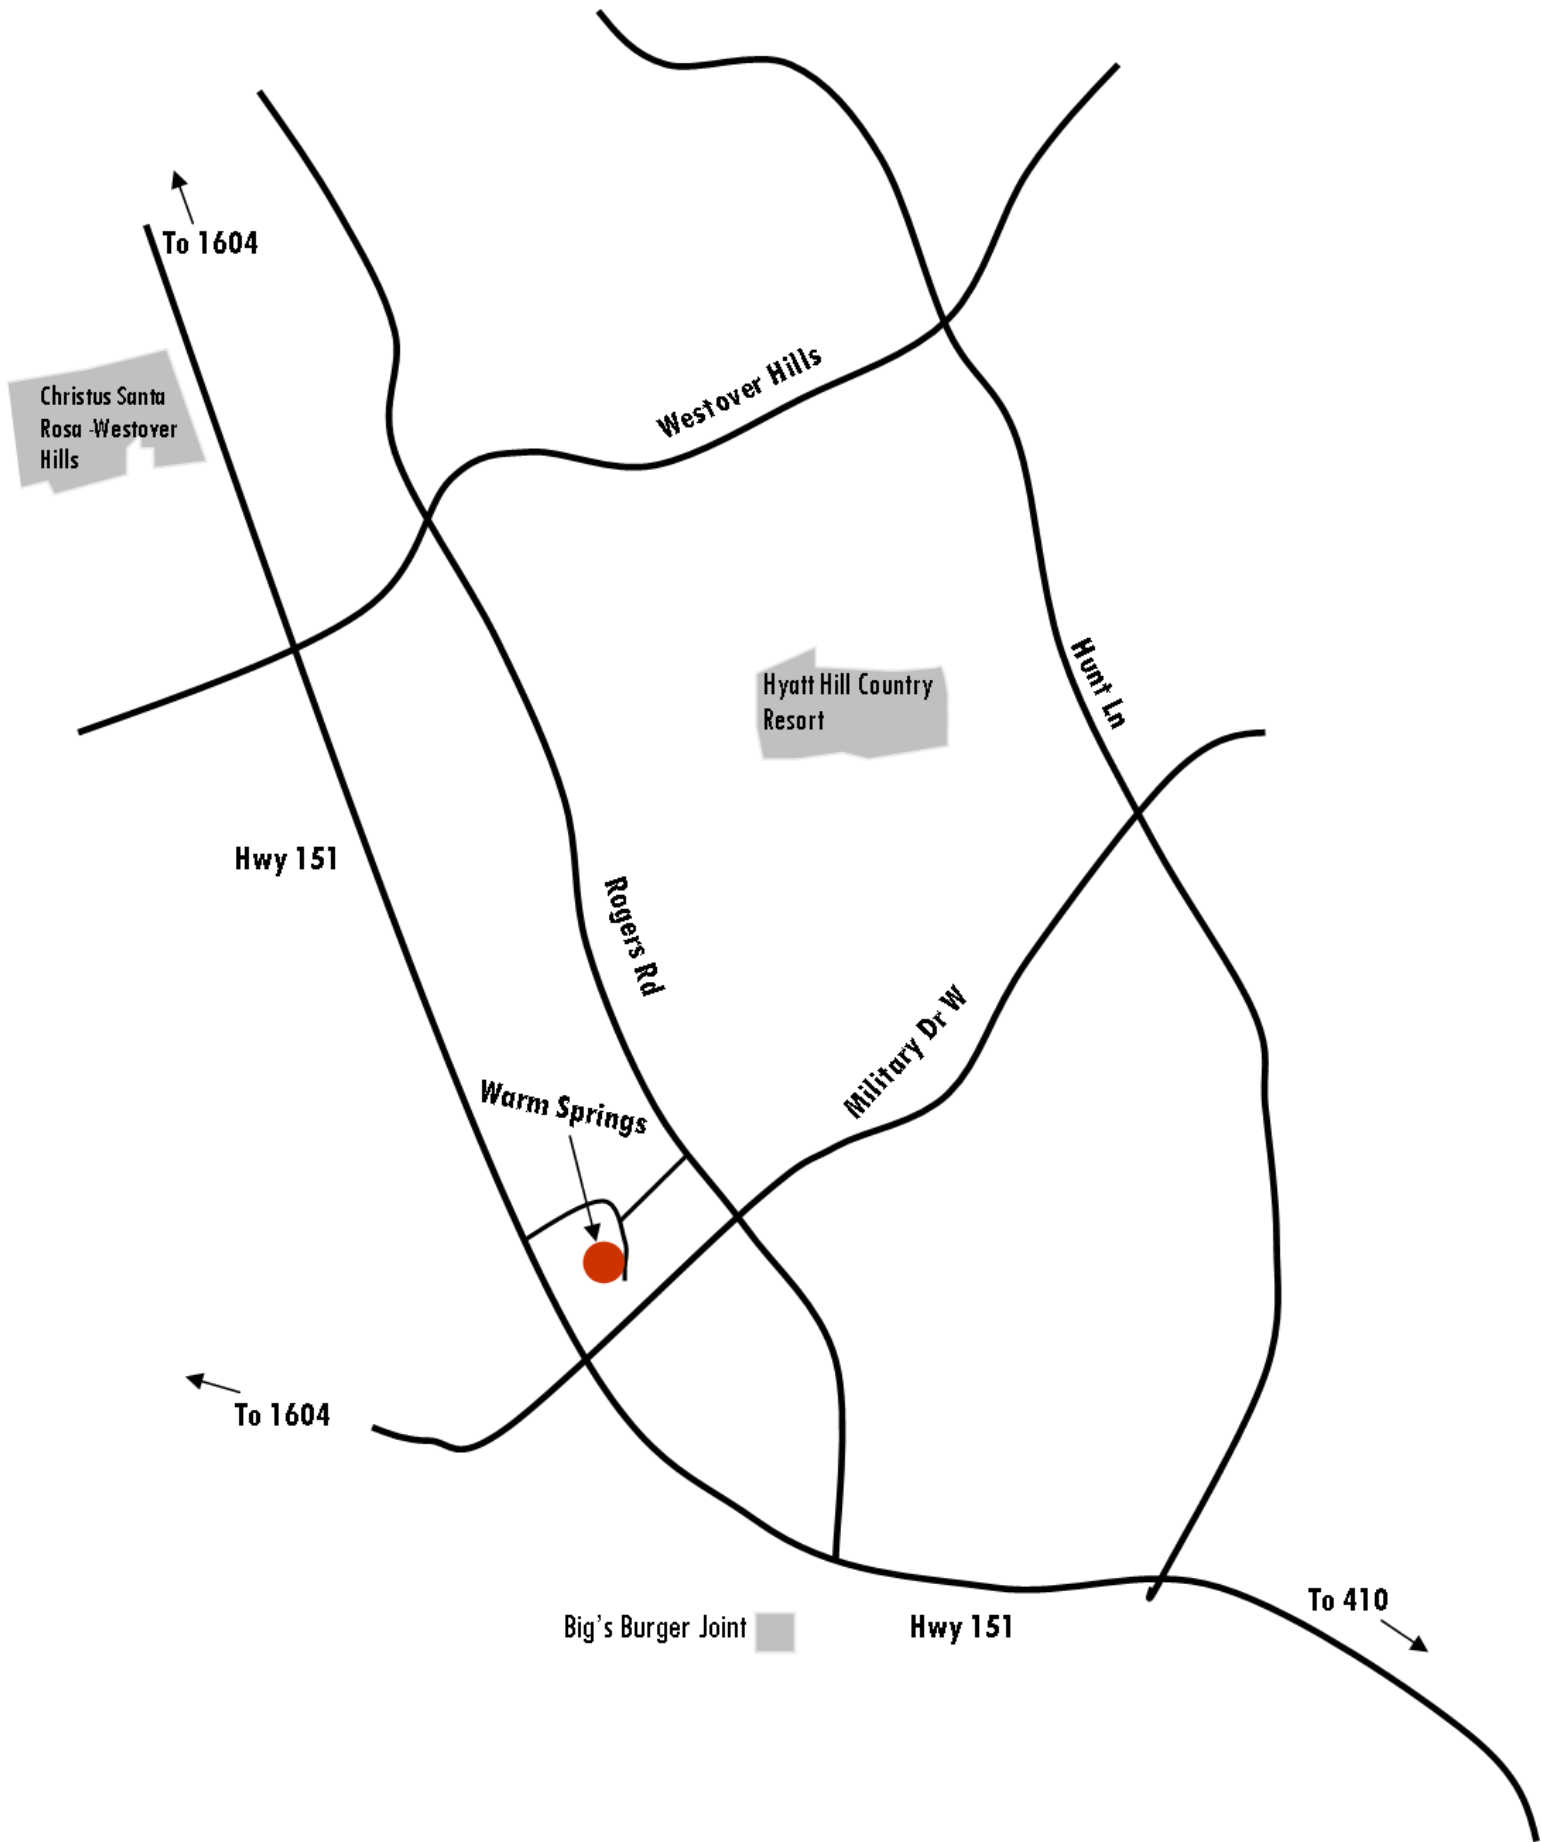 To 1604
Christus Santa
Rosa -Westover
Hills
Westover Hills
Hyatt Hill Country
Resort
Hunt Ln
Hwy 151
Rogers Rd
Military Dr W
Warm Springs
To 1604
Big's Burger Joint
Hwy 151
To 410